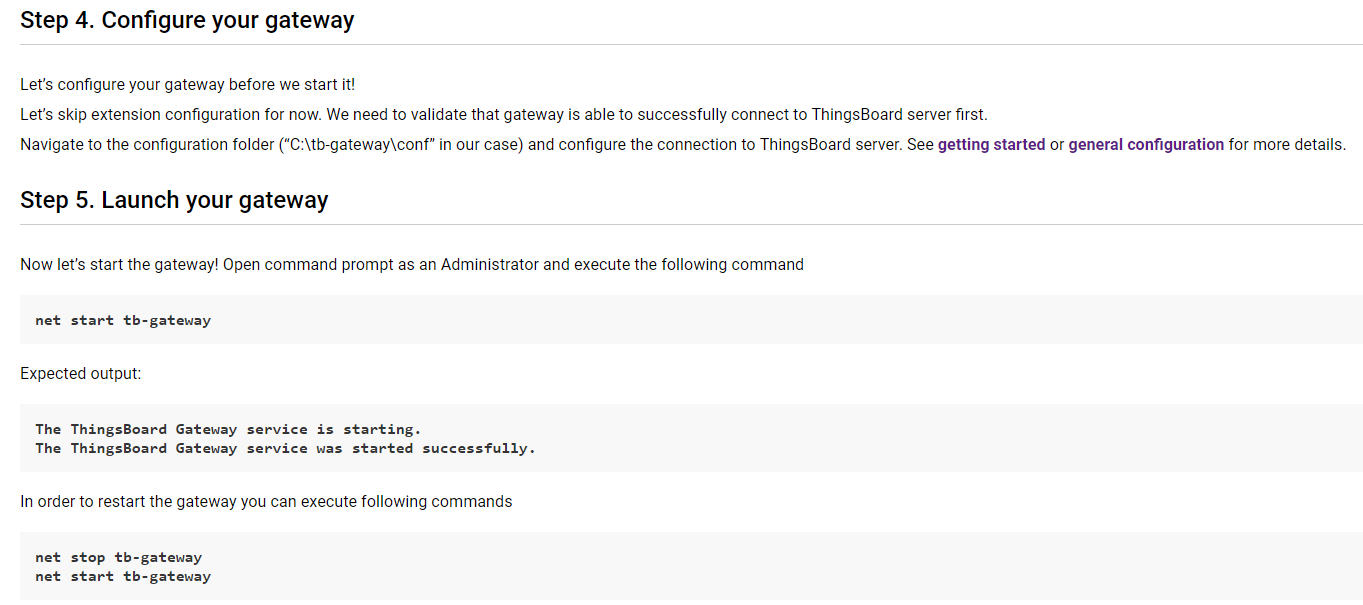 Step 4. Configure your gateway
Let’s configure your gateway before we start it!
Let’s skip extension configuration for now. We need to validate that gateway is able to successfully connect to ThingsBoard server first.
Navigate to the configuration folder (“C:\tb-gateway\conf” in our case) and configure the connection to ThingsBoard server. See getting started or general configuration for more details.
Step 5. Launch your gateway
Now let’s start the gateway! Open command prompt as an Administrator and execute the following command
net start tb-gateway
Expected output:
The ThingsBoard Gateway service is starting.
The ThingsBoard Gateway service was started successfully.
In order to restart the gateway you can execute following commands
net stop tb-gateway
net start tb-gateway